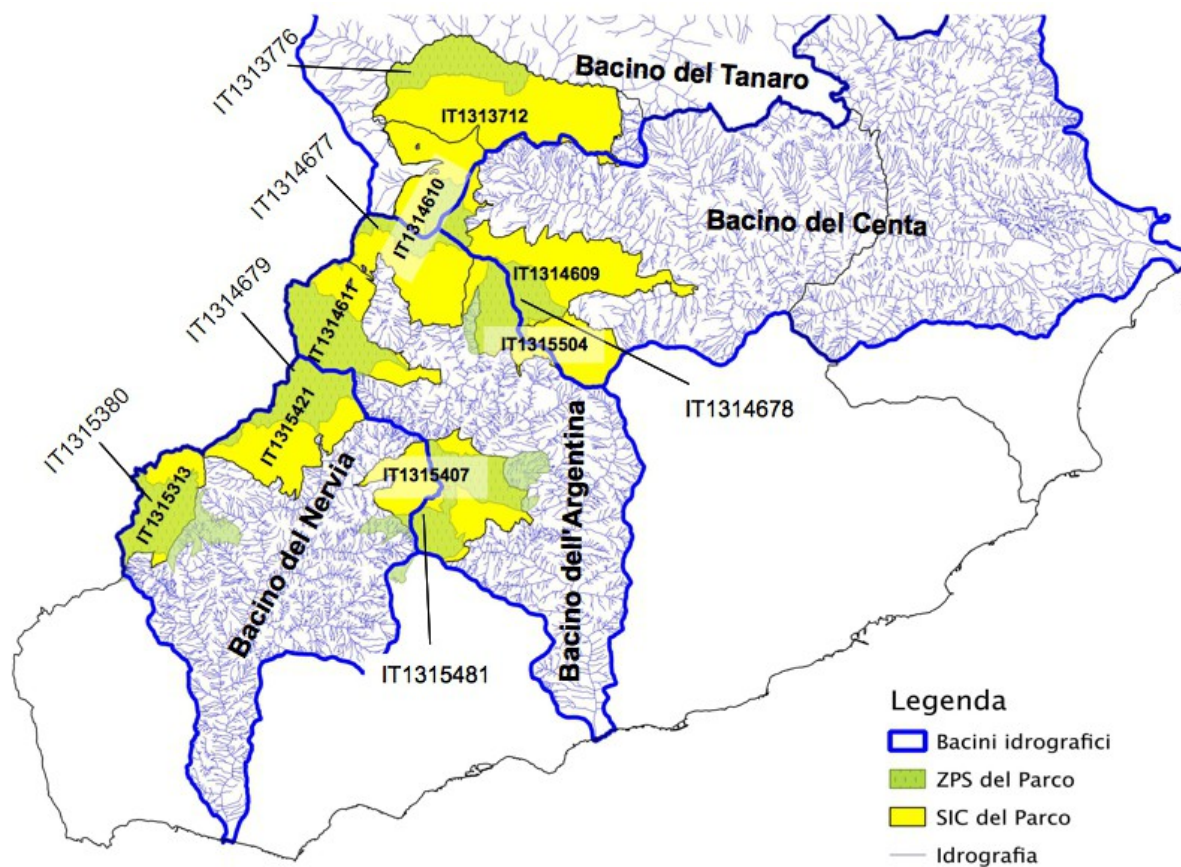 IT1313776
Bacino del Tanaro
IT1313712
IT1314677
IT1314610
Bacino del Centa
IT1314679
IT1314609
IT1314611
IT1315504
IT1314678
IT1315380
IT1315421
IT1315407
IT1315313
Bacino del Nervia
Bacino dell'Argentina
IT1315481
Legenda
Bacini idrografici
ZPS del Parco
SIC del Parco
Idrografia